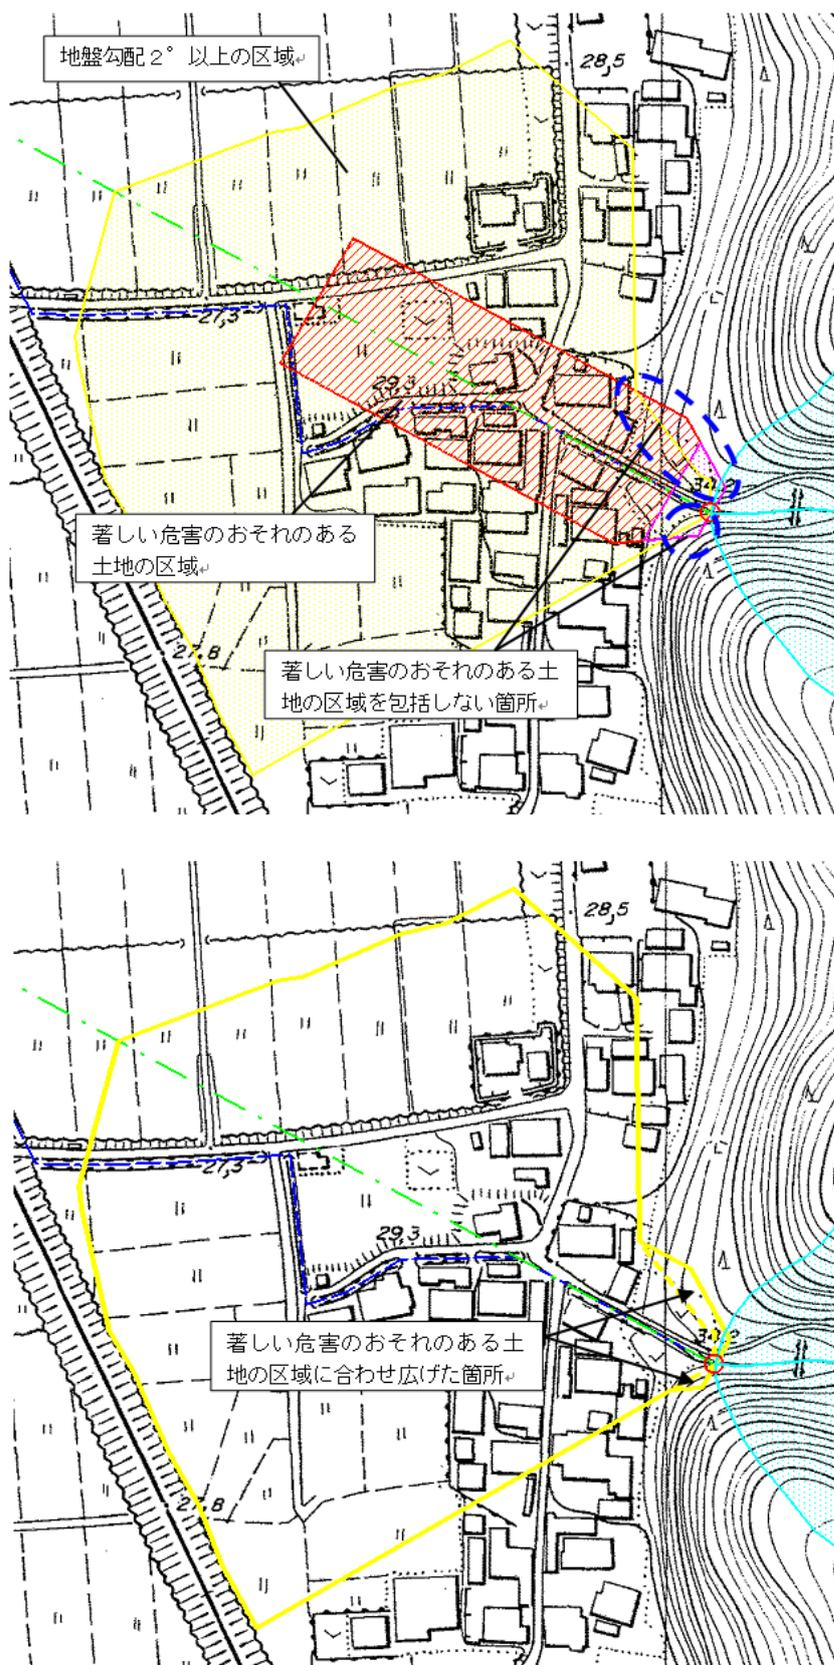 地盤勾配2°以上の区域
28,5
27,3
29,3
34,2
著しい危害のおそれのある
土地の区域
27,8
著しい危害のおそれのある土
地の区域を包括しない箇所
28,5
27,3
29,3
34,2
著しい危害のおそれのある土
地の区域に合わせ広げた箇所
27,8